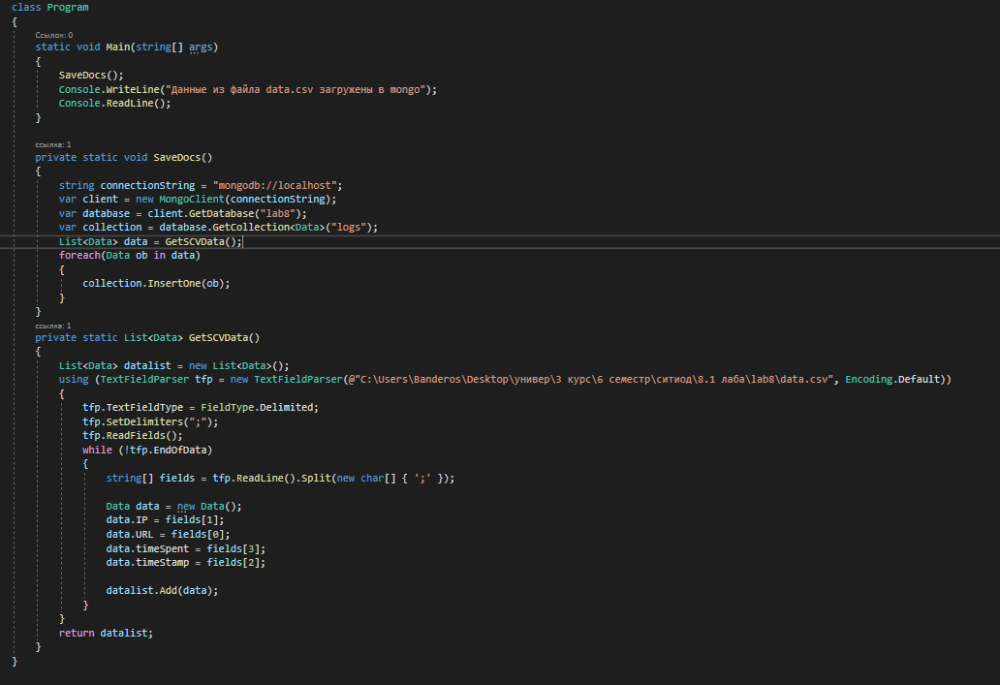 class Program
{
Ссылок: 0
static void Main(string[] args)
{
SaveDocs();
Console.WriteLine("Данные из файла data.csv загружены в mongo");
Console.ReadLine();
}
ссылка: 1
private static void SaveDocs()
{
string connectionString = "mongodb://localhost";
var client = new MongoClient(connectionString);
var database = client.GetDatabase("lab8");
var collection = database.GetCollection<Data>("logs");
List<Data> data = GetSCVData();
foreach(Data ob in data)
{
collection.InsertOne(ob);
}
}
ссылка: 1
private static List<Data> GetSCVData()
{
List<Data> datalist = new List<Data>();
using (TextFieldParser tfp = new TextFieldParser(@"C:\Users\Banderos\Desktop\универ\3 курс\6 семестр\ситиод\8.1 лаба\lab8\data.csv", Encoding.Default))
{
tfp.TextFieldType = FieldType.Delimited;
tfp.SetDelimiters(";");
tfp.ReadFields();
while (!tfp.EndOfData)
{
string[] fields = tfp.ReadLine().Split(new char[] { ';' });
Data data = new Data();
data.IP = fields[1];
data.URL = fields[0];
data.timeSpent = fields[3];
data.timeStamp = fields[2];
datalist.Add(data);
}
}
return datalist;
}
}